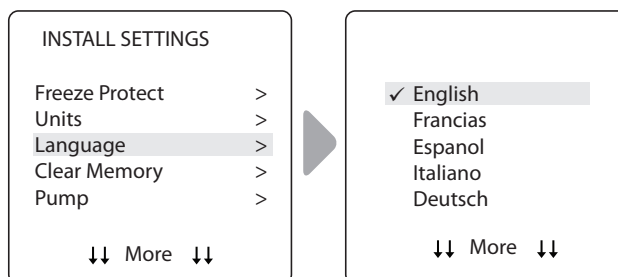 INSTALL SETTINGS
Freeze Protect >
Units >
Language >
Clear Memory >
Pump >
↓↓ More ↓↓
✓ English
Francias
Espanol
Italiano
Deutsch
↓↓ More ↓↓